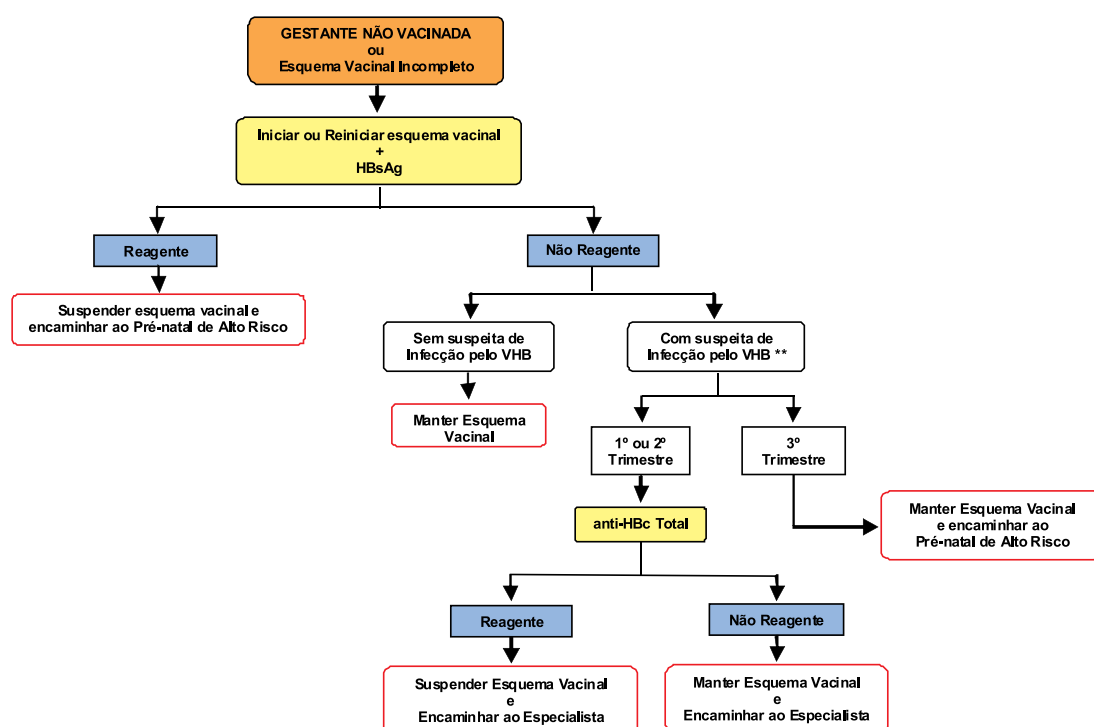 GESTANTE NÃO VACINADA
ou
Esquema Vacinal Incompleto
Iniciar ou Reiniciar esquema vacinal
+
HBsAg
Reagente
Não Reagente
Suspender esquema vacinal e
encaminhar ao Pré-natal de Alto Risco
Sem suspeita de
Infecção pelo VHB
Com suspeita de
Infecção pelo VHB **
Manter Esquema
Vacinal
1º ou 2º
Trimestre
3º
Trimestre
anti-HBc Total
Manter Esquema Vacinal
e encaminhar ao
Pré-natal de Alto Risco
Reagente
Não Reagente
Suspender Esquema Vacinal
e
Encaminhar ao Especialista
Manter Esquema Vacinal
e
Encaminhar ao Especialista